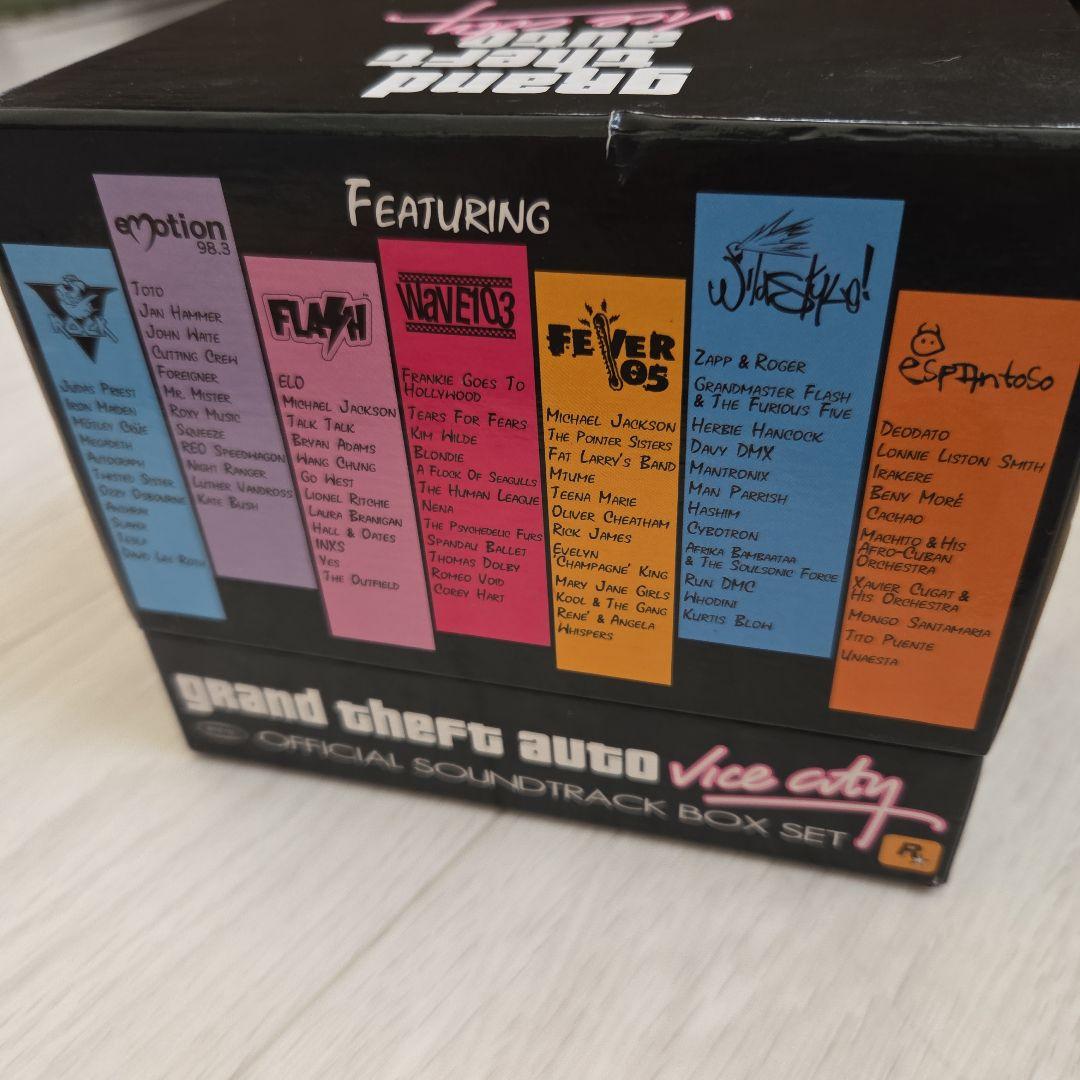 grand
theft
auto
vice city
FEATURING
ROCK
JUDAS PRIEST
IRON MAIDEN
MÖTLEY CRÜE
MEGADETH
AUTOGRAPH
TWISTED SISTER
OZZY OSBOURNE
ANTHRAX
SLAYER
TESLA
DAVID LEE ROTH
emotion
98.3
TOTO
JAN HAMMER
JOHN WAITE
CUTTING CREW
FOREIGNER
MR. MISTER
ROXY MUSIC
SQUEEZE
REO SPEEDWAGON
NIGHT RANGER
LUTHER VANDROSS
KATE BUSH
FLASH
ELO
MICHAEL JACKSON
TALK TALK
BRYAN ADAMS
WANG CHUNG
GO WEST
LIONEL RITCHIE
LAURA BRANIGAN
HALL & OATES
INXS
YES
THE OUTFIELD
WAVE103
FRANKIE GOES TO
HOLLYWOOD
TEARS FOR FEARS
KIM WILDE
BLONDIE
A FLOCK OF SEAGULLS
THE HUMAN LEAGUE
NENA
THE PSYCHEDELIC FURS
SPANDAU BALLET
THOMAS DOLBY
ROMEO VOID
COREY HART
FEVER
105
MICHAEL JACKSON
THE POINTER SISTERS
FAT LARRY'S BAND
MTUME
TEENA MARIE
OLIVER CHEATHAM
RICK JAMES
EVELYN
'CHAMPAGNE' KING
MARY JANE GIRLS
KOOL & THE GANG
RENE' & ANGELA
WHISPERS
WildStyle!
ZAPP & ROGER
GRANDMASTER FLASH
& THE FURIOUS FIVE
HERBIE HANCOCK
DAVY DMX
MANTRONIX
MAN PARRISH
HASHIM
CYBOTRON
AFRIKA BAMBAATAA
& THE SOULSONIC FORCE
RUN DMC
WHODINI
KURTIS BLOW
eSPANtoSo
DEODATO
LONNIE LISTON SMITH
IRAKERE
BENY MORÉ
CACHAO
MACHITO & HIS
AFRO-CUBAN
ORCHESTRA
XAVIER CUGAT &
HIS ORCHESTRA
MONGO SANTAMARIA
TITO PUENTE
UNAESTA
grand theft auto vice city
OFFICIAL SOUNDTRACK BOX SET
R